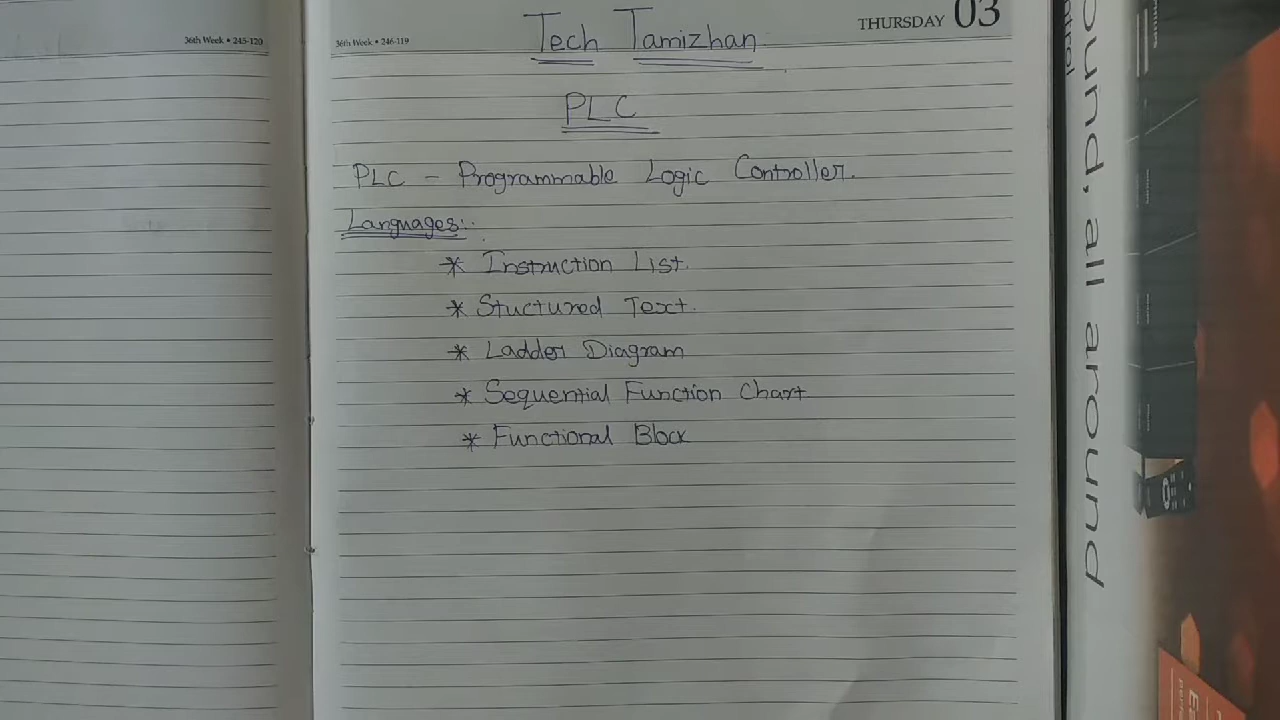 36th Week • 245-120
36th Week • 246-119
THURSDAY 03
Tech Tamizhan
PLC
PLC - Programmable Logic Controller.
Languages:-
* Instruction List.
* Stuctured Text.
* Ladder Diagram
* Sequential Function Chart
* Functional Block
ound, all around